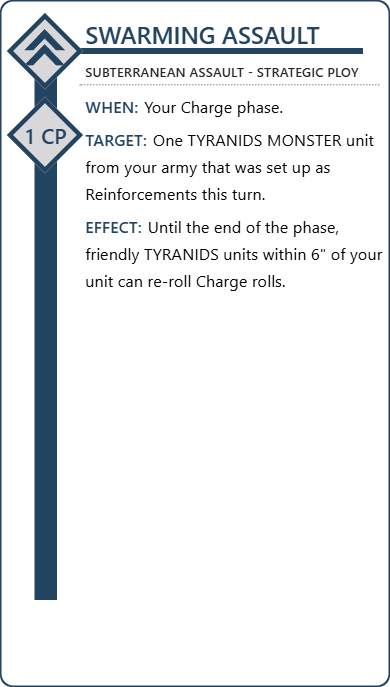 SWARMING ASSAULT
SUBTERRANEAN ASSAULT - STRATEGIC PLOY
WHEN: Your Charge phase.
1 CP
TARGET: One TYRANIDS MONSTER unit
from your army that was set up as
Reinforcements this turn.
EFFECT: Until the end of the phase,
friendly TYRANIDS units within 6" of your
unit can re-roll Charge rolls.